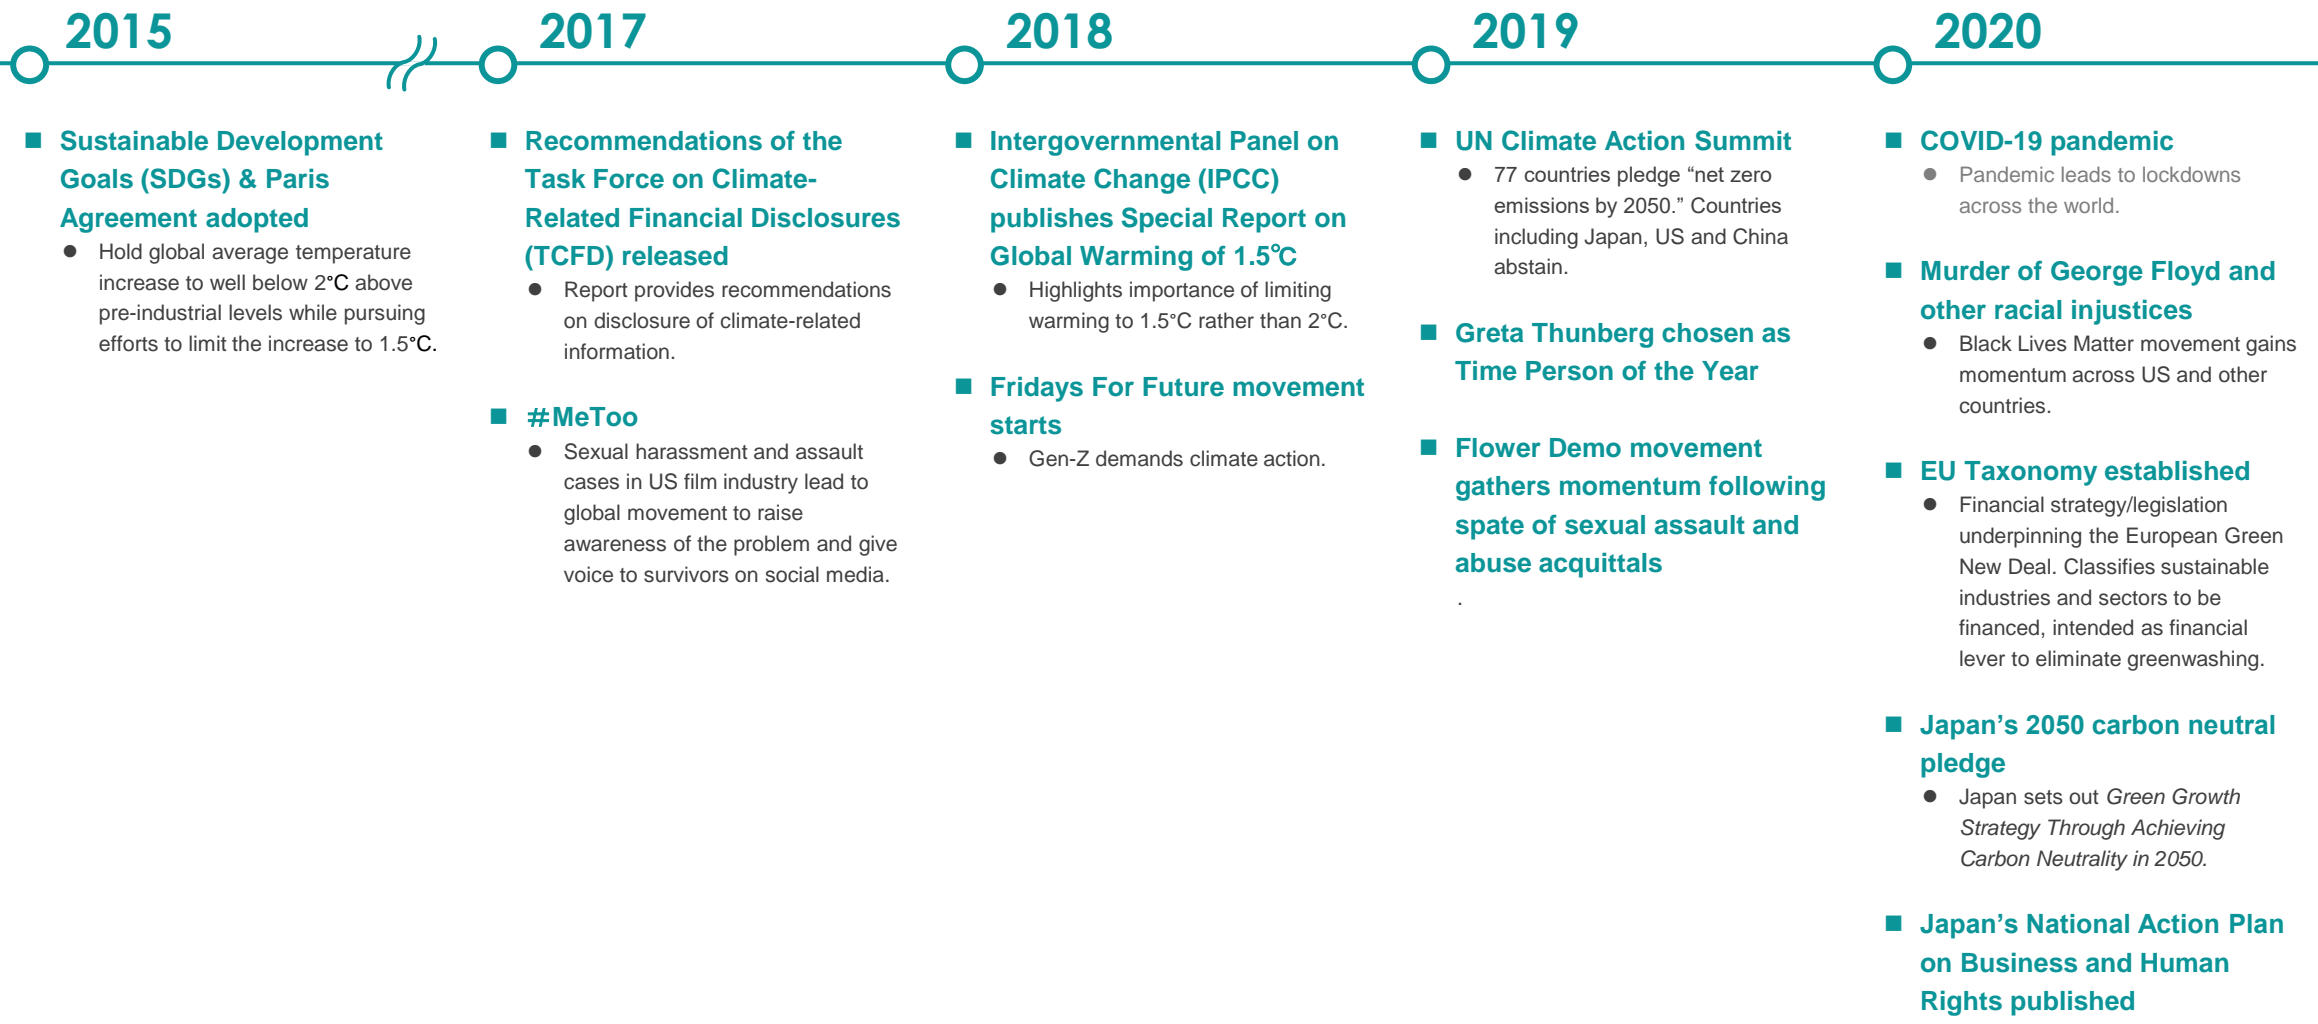 2015
Sustainable Development
Goals (SDGs) & Paris
Agreement adopted
Hold global average temperature
increase to well below 2°C above
pre-industrial levels while pursuing
efforts to limit the increase to 1.5°C.
2017
Recommendations of the
Task Force on Climate-
Related Financial Disclosures
(TCFD) released
Report provides recommendations
on disclosure of climate-related
information.
#MeToo
Sexual harassment and assault
cases in US film industry lead to
global movement to raise
awareness of the problem and give
voice to survivors on social media.
2018
Intergovernmental Panel on
Climate Change (IPCC)
publishes Special Report on
Global Warming of 1.5℃
Highlights importance of limiting
warming to 1.5°C rather than 2°C.
Fridays For Future movement
starts
Gen-Z demands climate action.
2019
UN Climate Action Summit
77 countries pledge “net zero
emissions by 2050.” Countries
including Japan, US and China
abstain.
Greta Thunberg chosen as
Time Person of the Year
Flower Demo movement
gathers momentum following
spate of sexual assault and
abuse acquittals
.
2020
COVID-19 pandemic
Pandemic leads to lockdowns
across the world.
Murder of George Floyd and
other racial injustices
Black Lives Matter movement gains
momentum across US and other
countries.
EU Taxonomy established
Financial strategy/legislation
underpinning the European Green
New Deal. Classifies sustainable
industries and sectors to be
financed, intended as financial
lever to eliminate greenwashing.
Japan’s 2050 carbon neutral
pledge
Japan sets out Green Growth
Strategy Through Achieving
Carbon Neutrality in 2050.
Japan’s National Action Plan
on Business and Human
Rights published